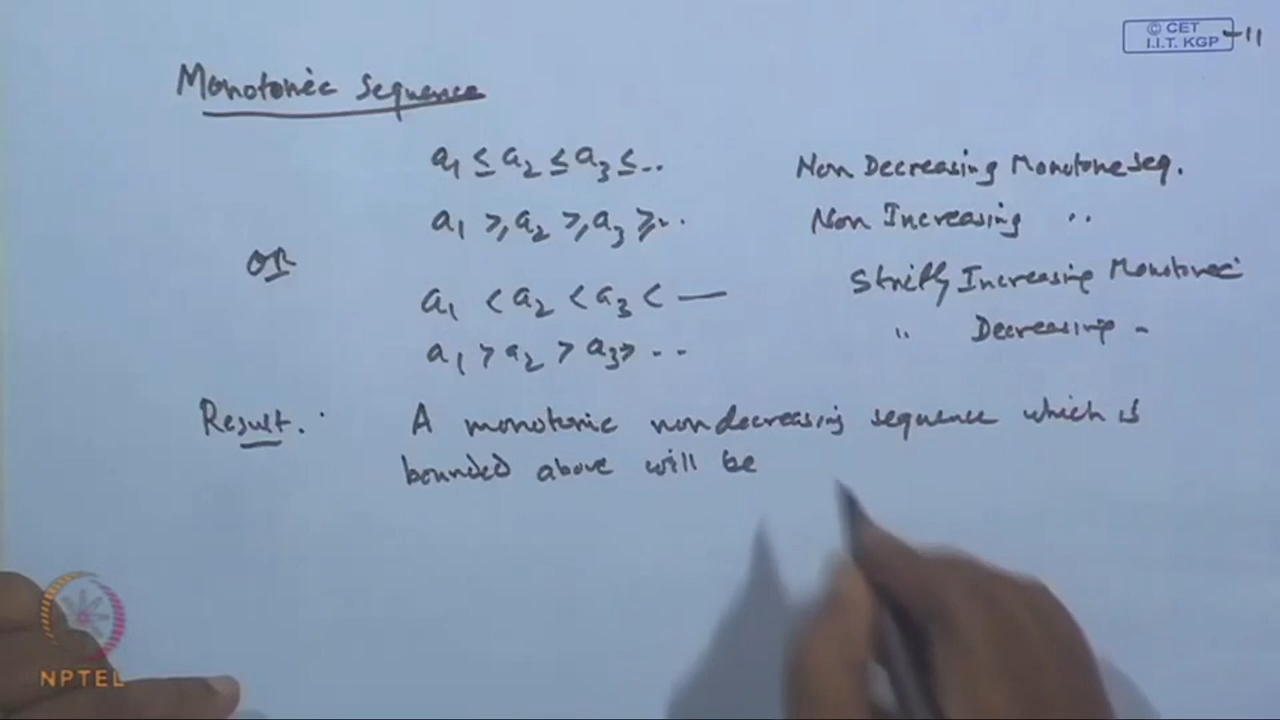 © CET
I.I.T. KGP -11
Monotonic Sequence
a₁ ≤ a₂ ≤ a₃ ≤ .. Non Decreasing Monotone seq.
a₁ ≥ a₂ ≥ a₃ ≥ .. Non Increasing ..
OR
a₁ < a₂ < a₃ < — Strictly Increasing Monotonic
a₁ > a₂ > a₃ > .. " Decreasing -
Result. A monotonic nondecreasing sequence which is
bounded above will be
NPTEL